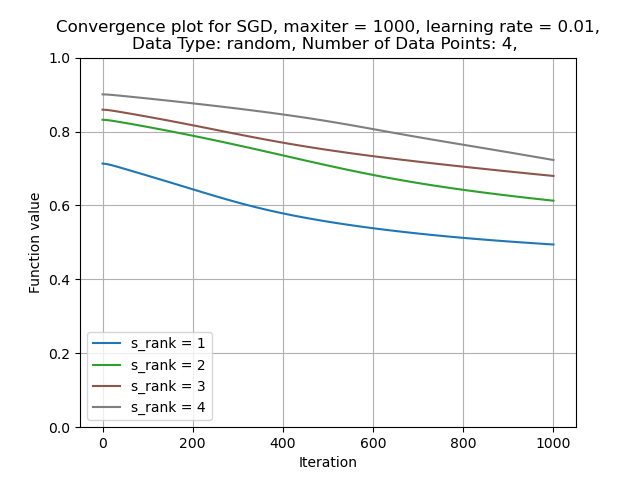 Convergence plot for SGD, maxiter = 1000, learning rate = 0.01,
Data Type: random, Number of Data Points: 4,
1.0
0.8
0.6
0.4
0.2
0.0
Function value
s_rank = 1
s_rank = 2
s_rank = 3
s_rank = 4
0 200 400 600 800 1000
Iteration